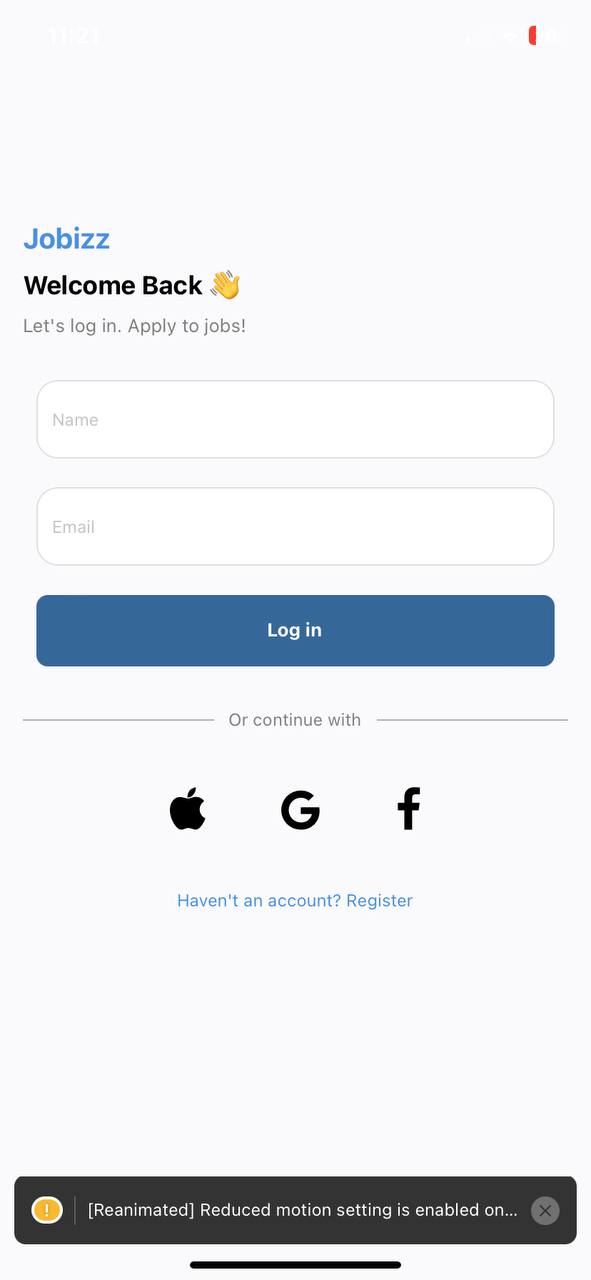 11:21
Jobizz
Welcome Back 👋
Let's log in. Apply to jobs!
Name
Email
Log in
Or continue with
Haven't an account? Register
[Reanimated] Reduced motion setting is enabled on...